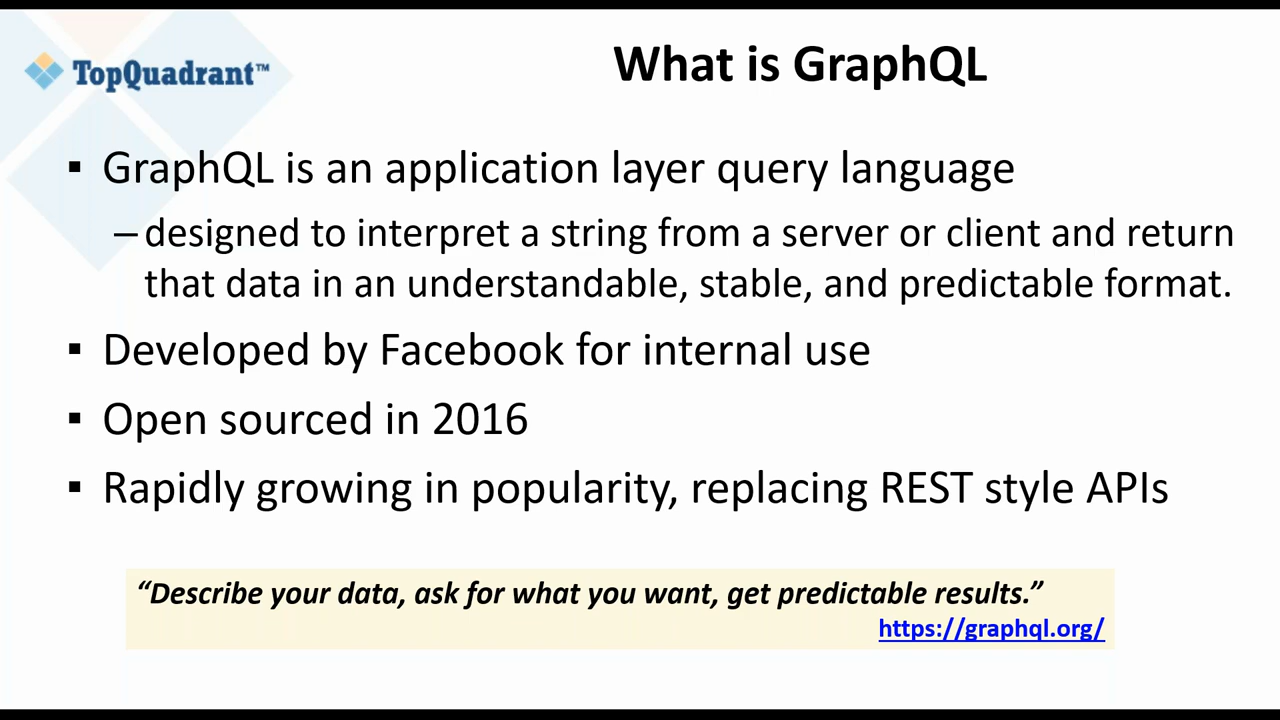 TopQuadrant™
What is GraphQL
▪ GraphQL is an application layer query language
– designed to interpret a string from a server or client and return
that data in an understandable, stable, and predictable format.
▪ Developed by Facebook for internal use
▪ Open sourced in 2016
▪ Rapidly growing in popularity, replacing REST style APIs
“Describe your data, ask for what you want, get predictable results.”
https://graphql.org/